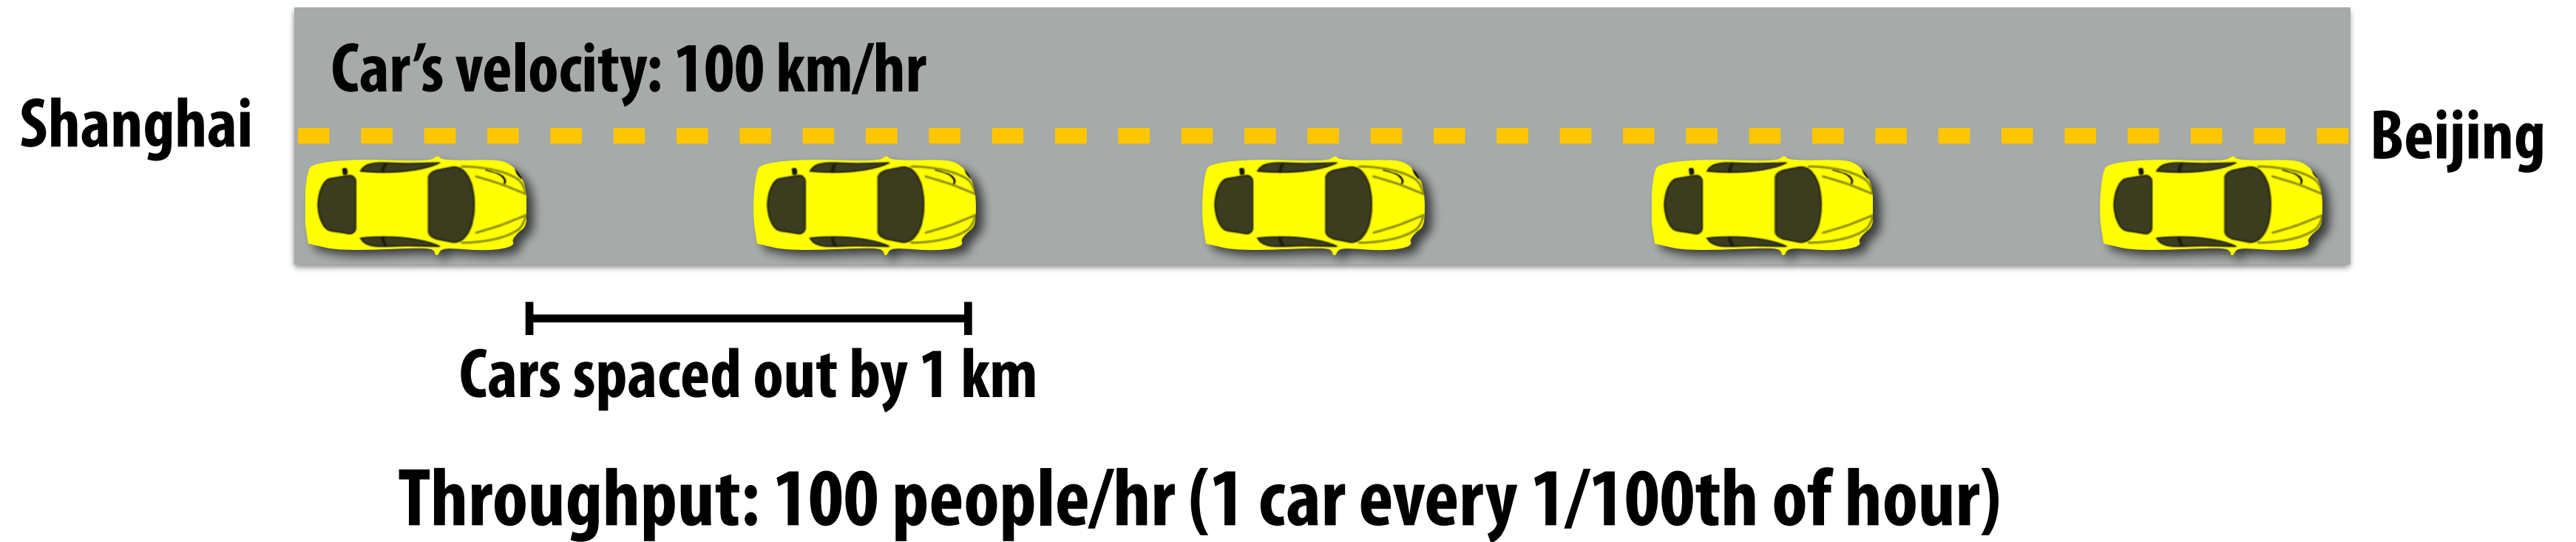 Car’s velocity: 100 km/hr
Shanghai
Beijing
Cars spaced out by 1 km
Throughput: 100 people/hr (1 car every 1/100th of hour)